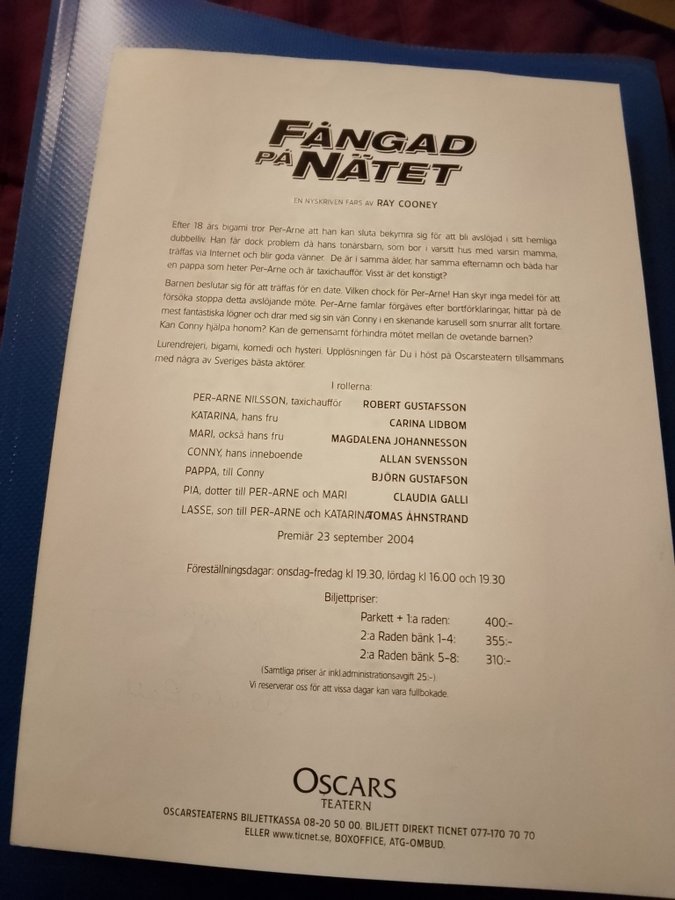 FÅNGAD
PÅ NÄTET
EN NYSKRIVEN FARS AV RAY COONEY
Efter 18 års bigami tror Per-Arne att han kan sluta bekymra sig för att bli avslöjad i sitt hemliga
dubbelliv. Han får dock problem då hans tonårsbarn, som bor i varsitt hus med varsin mamma,
träffas via Internet och blir goda vänner. De är i samma ålder, har samma efternamn och båda har
en pappa som heter Per-Arne och är taxichaufför. Visst är det konstigt?
Barnen beslutar sig för att träffas för en date. Vilken chock för Per-Arne! Han skyr inga medel för att
försöka stoppa detta avslöjande möte. Per-Arne famlar förgäves efter bortförklaringar, hittar på de
mest fantastiska lögner och drar med sig sin vän Conny i en skenande karusell som snurrar allt fortare.
Kan Conny hjälpa honom? Kan de gemensamt förhindra mötet mellan de ovetande barnen?
Lurendrejeri, bigami, komedi och hysteri. Upplösningen får Du i höst på Oscarsteatern tillsammans
med några av Sveriges bästa aktörer.
I rollerna:
PER-ARNE NILSSON, taxichaufför ROBERT GUSTAFSSON
KATARINA, hans fru CARINA LIDBOM
MARI, också hans fru MAGDALENA JOHANNESSON
CONNY, hans inneboende ALLAN SVENSSON
PAPPA, till Conny BJÖRN GUSTAFSON
PIA, dotter till PER-ARNE och MARI CLAUDIA GALLI
LASSE, son till PER-ARNE och KATARINA TOMAS ÅHNSTRAND
Premiär 23 september 2004
Föreställningsdagar: onsdag-fredag kl 19.30, lördag kl 16.00 och 19.30
Biljettpriser:
Parkett + 1:a raden: 400:-
2:a Raden bänk 1-4: 355:-
2:a Raden bänk 5-8: 310:-
(Samtliga priser är inkl.administrationsavgift 25:-)
Vi reserverar oss för att vissa dagar kan vara fullbokade.
OSCARS
TEATERN
OSCARSTEATERNS BILJETTKASSA 08-20 50 00. BILJETT DIREKT TICNET 077-170 70 70
ELLER www.ticnet.se, BOXOFFICE, ATG-OMBUD.